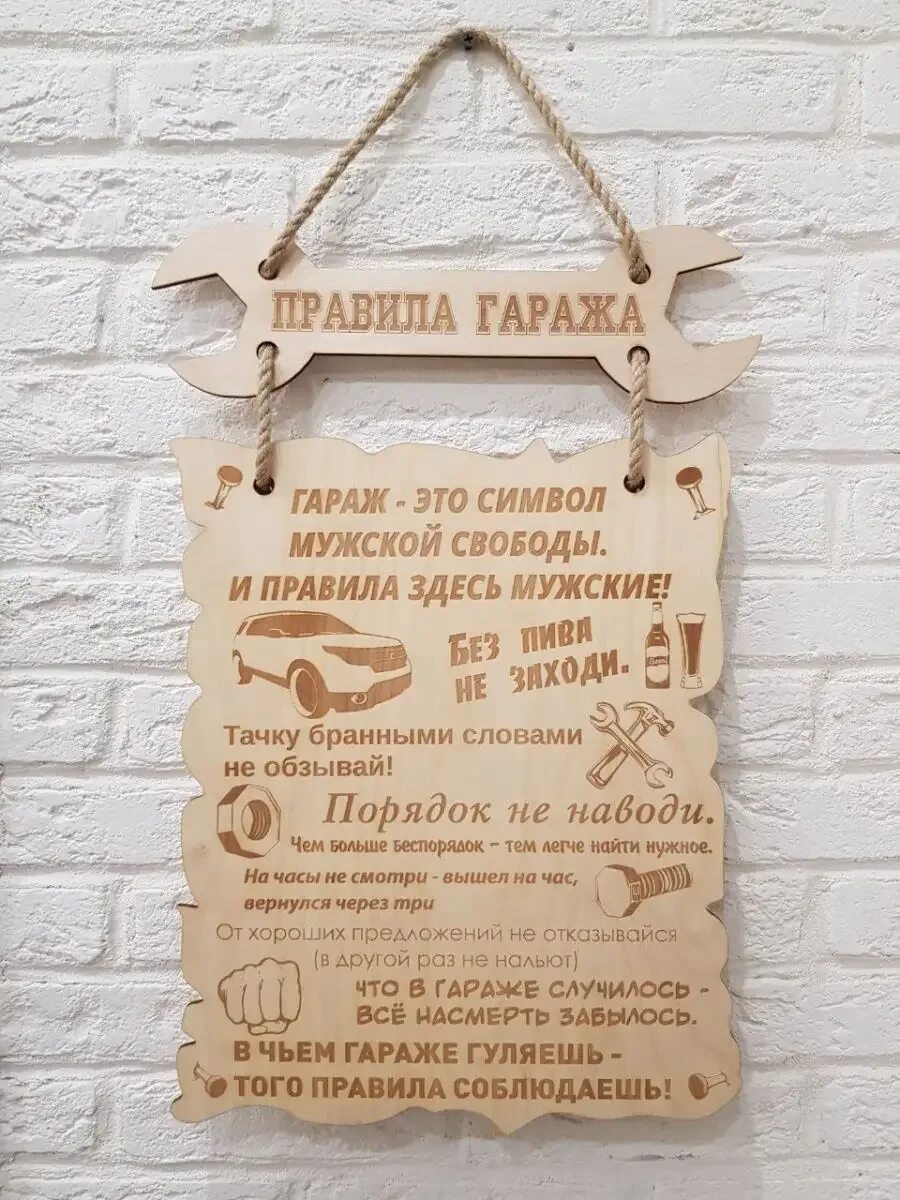 ПРАВИЛА ГАРАЖА
ГАРАЖ - ЭТО СИМВОЛ
МУЖСКОЙ СВОБОДЫ.
И ПРАВИЛА ЗДЕСЬ МУЖСКИЕ!
БЕЗ ПИВА
НЕ ЗАХОДИ.
Beer
Тачку бранными словами
не обзывай!
Порядок не наводи.
Чем больше беспорядок – тем легче найти нужное.
На часы не смотри - вышел на час,
вернулся через три
От хороших предложений не отказывайся
(в другой раз не нальют)
ЧТО В ГАРАЖЕ СЛУЧИЛОСЬ -
ВСЁ НАСМЕРТЬ ЗАБЫЛОСЬ.
В ЧЬЕМ ГАРАЖЕ ГУЛЯЕШЬ -
ТОГО ПРАВИЛА СОБЛЮДАЕШЬ!